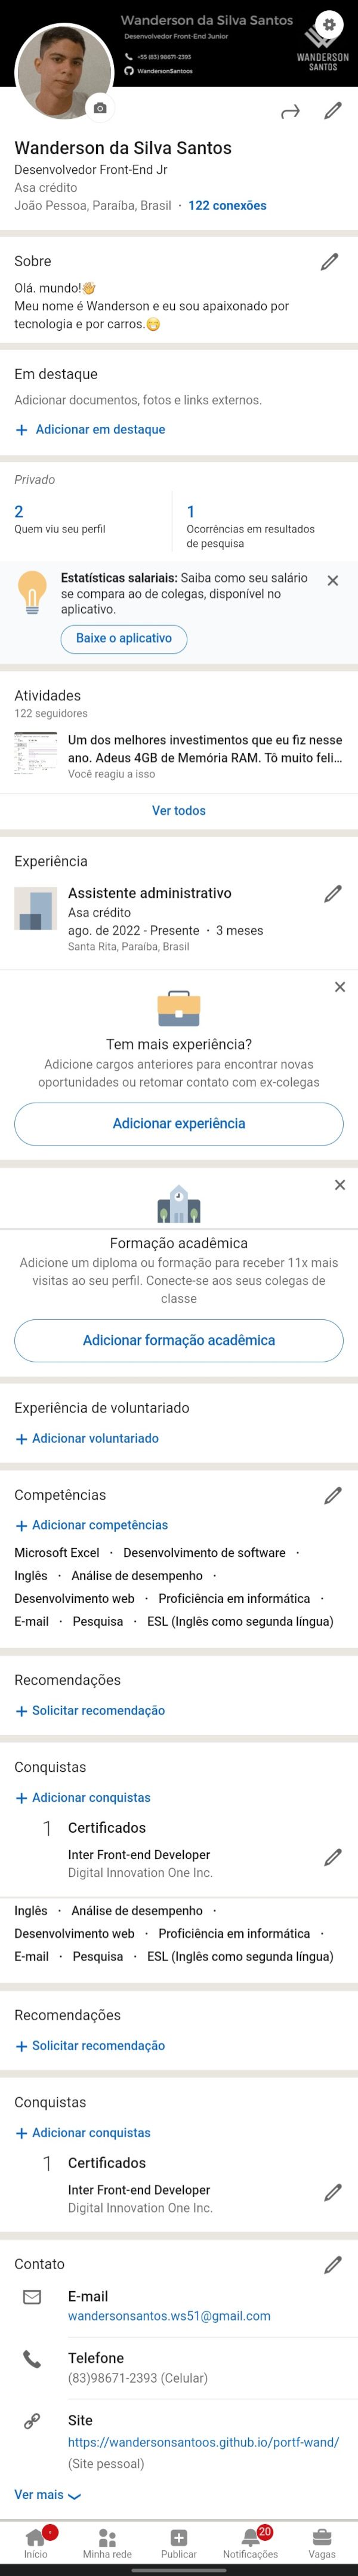 Wanderson da Silva Santos
Desenvolvedor Front-End Junior
+55 (83) 98671-2395
WandersonSantoos
WANDERSON
SANTOS
Wanderson da Silva Santos
Desenvolvedor Front-End Jr
Asa crédito
João Pessoa, Paraíba, Brasil · 122 conexões
Sobre
Olá. mundo!👋
Meu nome é Wanderson e eu sou apaixonado por
tecnologia e por carros.😁
Em destaque
Adicionar documentos, fotos e links externos.
+ Adicionar em destaque
Privado
2
Quem viu seu perfil
1
Ocorrências em resultados
de pesquisa
Estatísticas salariais: Saiba como seu salário
se compara ao de colegas, disponível no
aplicativo.
Baixe o aplicativo
Atividades
122 seguidores
Um dos melhores investimentos que eu fiz nesse
ano. Adeus 4GB de Memória RAM. Tô muito feli...
Você reagiu a isso
Ver todos
Experiência
Assistente administrativo
Asa crédito
ago. de 2022 - Presente · 3 meses
Santa Rita, Paraíba, Brasil
Tem mais experiência?
Adicione cargos anteriores para encontrar novas
oportunidades ou retomar contato com ex-colegas
Adicionar experiência
Formação acadêmica
Adicione um diploma ou formação para receber 11x mais
visitas ao seu perfil. Conecte-se aos seus colegas de
classe
Adicionar formação acadêmica
Experiência de voluntariado
+ Adicionar voluntariado
Competências
+ Adicionar competências
Microsoft Excel · Desenvolvimento de software ·
Inglês · Análise de desempenho ·
Desenvolvimento web · Proficiência em informática ·
E-mail · Pesquisa · ESL (Inglês como segunda língua)
Recomendações
+ Solicitar recomendação
Conquistas
+ Adicionar conquistas
1 Certificados
Inter Front-end Developer
Digital Innovation One Inc.
Inglês · Análise de desempenho ·
Desenvolvimento web · Proficiência em informática ·
E-mail · Pesquisa · ESL (Inglês como segunda língua)
Recomendações
+ Solicitar recomendação
Conquistas
+ Adicionar conquistas
1 Certificados
Inter Front-end Developer
Digital Innovation One Inc.
Contato
E-mail
wandersonsantos.ws51@gmail.com
Telefone
(83)98671-2393 (Celular)
Site
https://wandersonsantoos.github.io/portf-wand/
(Site pessoal)
Ver mais
20
Início
Minha rede
Publicar
Notificações
Vagas